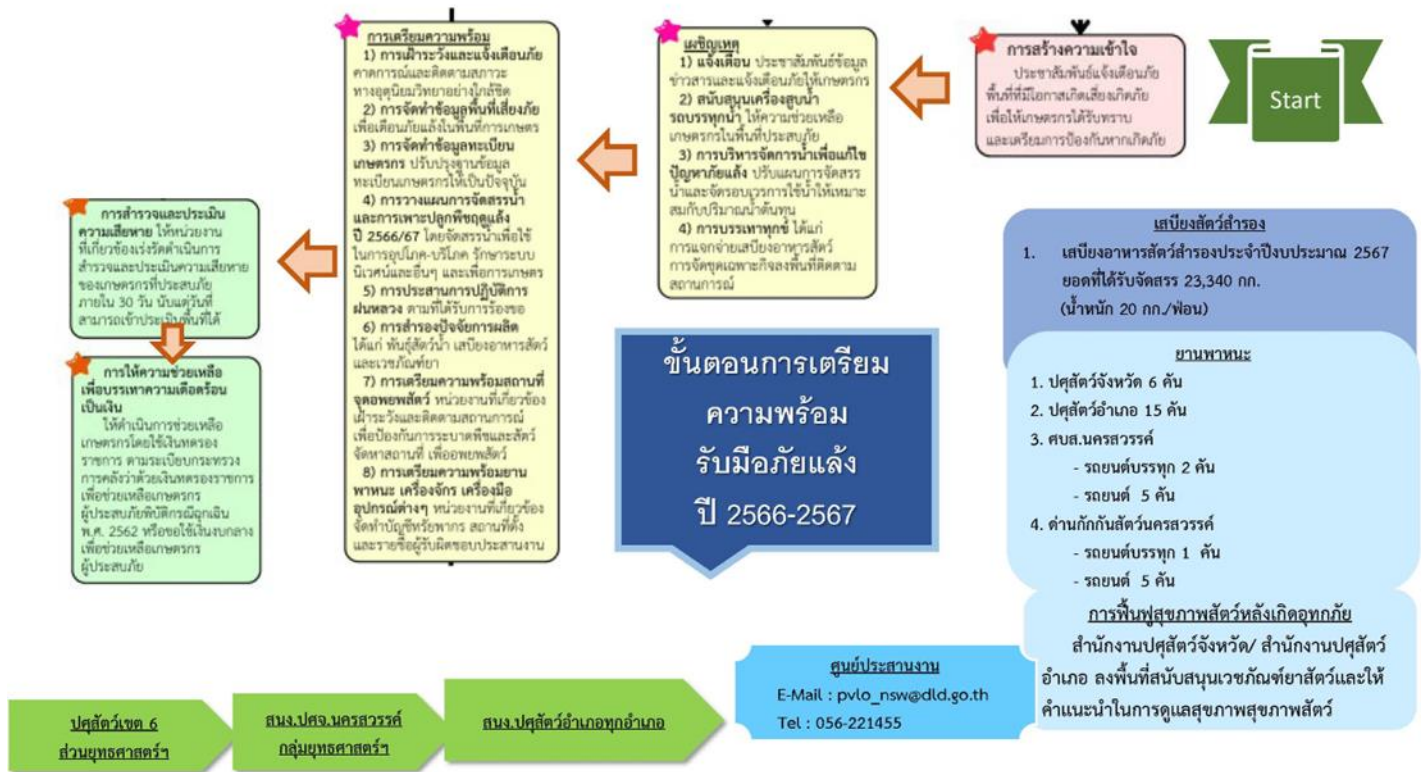 Start
การสร้างความเข้าใจ
ประชาสัมพันธ์แจ้งเตือนภัย
พื้นที่ที่มีโอกาสเกิดเสี่ยงเกิดภัย
เพื่อให้เกษตรกรได้รับทราบ
และเตรียมการป้องกันหากเกิดภัย
เผชิญเหตุ
1) แจ้งเตือน ประชาสัมพันธ์ข้อมูล
ข่าวสารและแจ้งเตือนภัยให้เกษตรกร
2) สนับสนุนเครื่องสูบน้ำ
รถบรรทุกน้ำ ให้ความช่วยเหลือ
เกษตรกรในพื้นที่ประสบภัย
3) การบริหารจัดการน้ำเพื่อแก้ไข
ปัญหาภัยแล้ง ปรับแผนการจัดสรร
น้ำและจัดรอบเวรการใช้น้ำให้เหมาะ
สมกับปริมาณน้ำต้นทุน
4) การบรรเทาทุกข์ ได้แก่
การแจกจ่ายเสบียงอาหารสัตว์
การจัดชุดเฉพาะกิจลงพื้นที่ติดตาม
สถานการณ์
การเตรียมความพร้อม
1) การเฝ้าระวังและแจ้งเตือนภัย
คาดการณ์และติดตามสภาวะ
ทางอุตุนิยมวิทยาอย่างใกล้ชิด
2) การจัดทำข้อมูลพื้นที่เสี่ยงภัย
เพื่อเตือนภัยแล้งในพื้นที่การเกษตร
3) การจัดทำข้อมูลทะเบียน
เกษตรกร ปรับปรุงฐานข้อมูล
ทะเบียนเกษตรกรให้เป็นปัจจุบัน
4) การวางแผนการจัดสรรน้ำ
และการเพาะปลูกพืชฤดูแล้ง
ปี 2566/67 โดยจัดสรรน้ำเพื่อใช้
ในการอุปโภค-บริโภค รักษาระบบ
นิเวศน์และอื่นๆ และเพื่อการเกษตร
5) การประสานการปฏิบัติการ
ฝนหลวง ตามที่ได้รับการร้องขอ
6) การสำรองปัจจัยการผลิต
ได้แก่ พันธุ์สัตว์น้ำ เสบียงอาหารสัตว์
และเวชภัณฑ์ยา
7) การเตรียมความพร้อมสถานที่
จุดอพยพสัตว์ หน่วยงานที่เกี่ยวข้อง
เฝ้าระวังและติดตามสถานการณ์
เพื่อป้องกันการระบาดพืชและสัตว์
จัดหาสถานที่ เพื่ออพยพสัตว์
8) การเตรียมความพร้อมยาน
พาหนะ เครื่องจักร เครื่องมือ
อุปกรณ์ต่างๆ หน่วยงานที่เกี่ยวข้อง
จัดทำบัญชีทรัพยากร สถานที่ตั้ง
และรายชื่อผู้รับผิดชอบประสานงาน
การสำรวจและประเมิน
ความเสียหาย ให้หน่วยงาน
ที่เกี่ยวข้องเร่งรัดดำเนินการ
สำรวจและประเมินความเสียหาย
ของเกษตรกรที่ประสบภัย
ภายใน 30 วัน นับแต่วันที่
สามารถเข้าประเมินพื้นที่ได้
การให้ความช่วยเหลือ
เพื่อบรรเทาความเดือดร้อน
เป็นเงิน
ให้ดำเนินการช่วยเหลือ
เกษตรกรโดยใช้เงินทดรอง
ราชการ ตามระเบียบกระทรวง
การคลังว่าด้วยเงินทดรองราชการ
เพื่อช่วยเหลือเกษตรกร
ผู้ประสบภัยพิบัติกรณีฉุกเฉิน
พ.ศ. 2562 หรือขอใช้เงินงบกลาง
เพื่อช่วยเหลือเกษตรกร
ผู้ประสบภัย
ขั้นตอนการเตรียม
ความพร้อม
รับมือภัยแล้ง
ปี 2566-2567
เสบียงสัตว์สำรอง
1. เสบียงอาหารสัตว์สำรองประจำปีงบประมาณ 2567
ยอดที่ได้รับจัดสรร 23,340 กก.
(น้ำหนัก 20 กก./ฟ่อน)
ยานพาหนะ
1. ปศุสัตว์จังหวัด 6 คัน
2. ปศุสัตว์อำเภอ 15 คัน
3. ศบส.นครสวรรค์
- รถยนต์บรรทุก 2 คัน
- รถยนต์ 5 คัน
4. ด่านกักกันสัตว์นครสวรรค์
- รถยนต์บรรทุก 1 คัน
- รถยนต์ 5 คัน
การฟื้นฟูสุขภาพสัตว์หลังเกิดอุทกภัย
สำนักงานปศุสัตว์จังหวัด/ สำนักงานปศุสัตว์
อำเภอ ลงพื้นที่สนับสนุนเวชภัณฑ์ยาสัตว์และให้
คำแนะนำในการดูแลสุขภาพสุขภาพสัตว์
ปศุสัตว์เขต 6
ส่วนยุทธศาสตร์ฯ
สนง.ปศจ.นครสวรรค์
กลุ่มยุทธศาสตร์ฯ
สนง.ปศุสัตว์อำเภอทุกอำเภอ
ศูนย์ประสานงาน
E-Mail : pvlo_nsw@dld.go.th
Tel : 056-221455